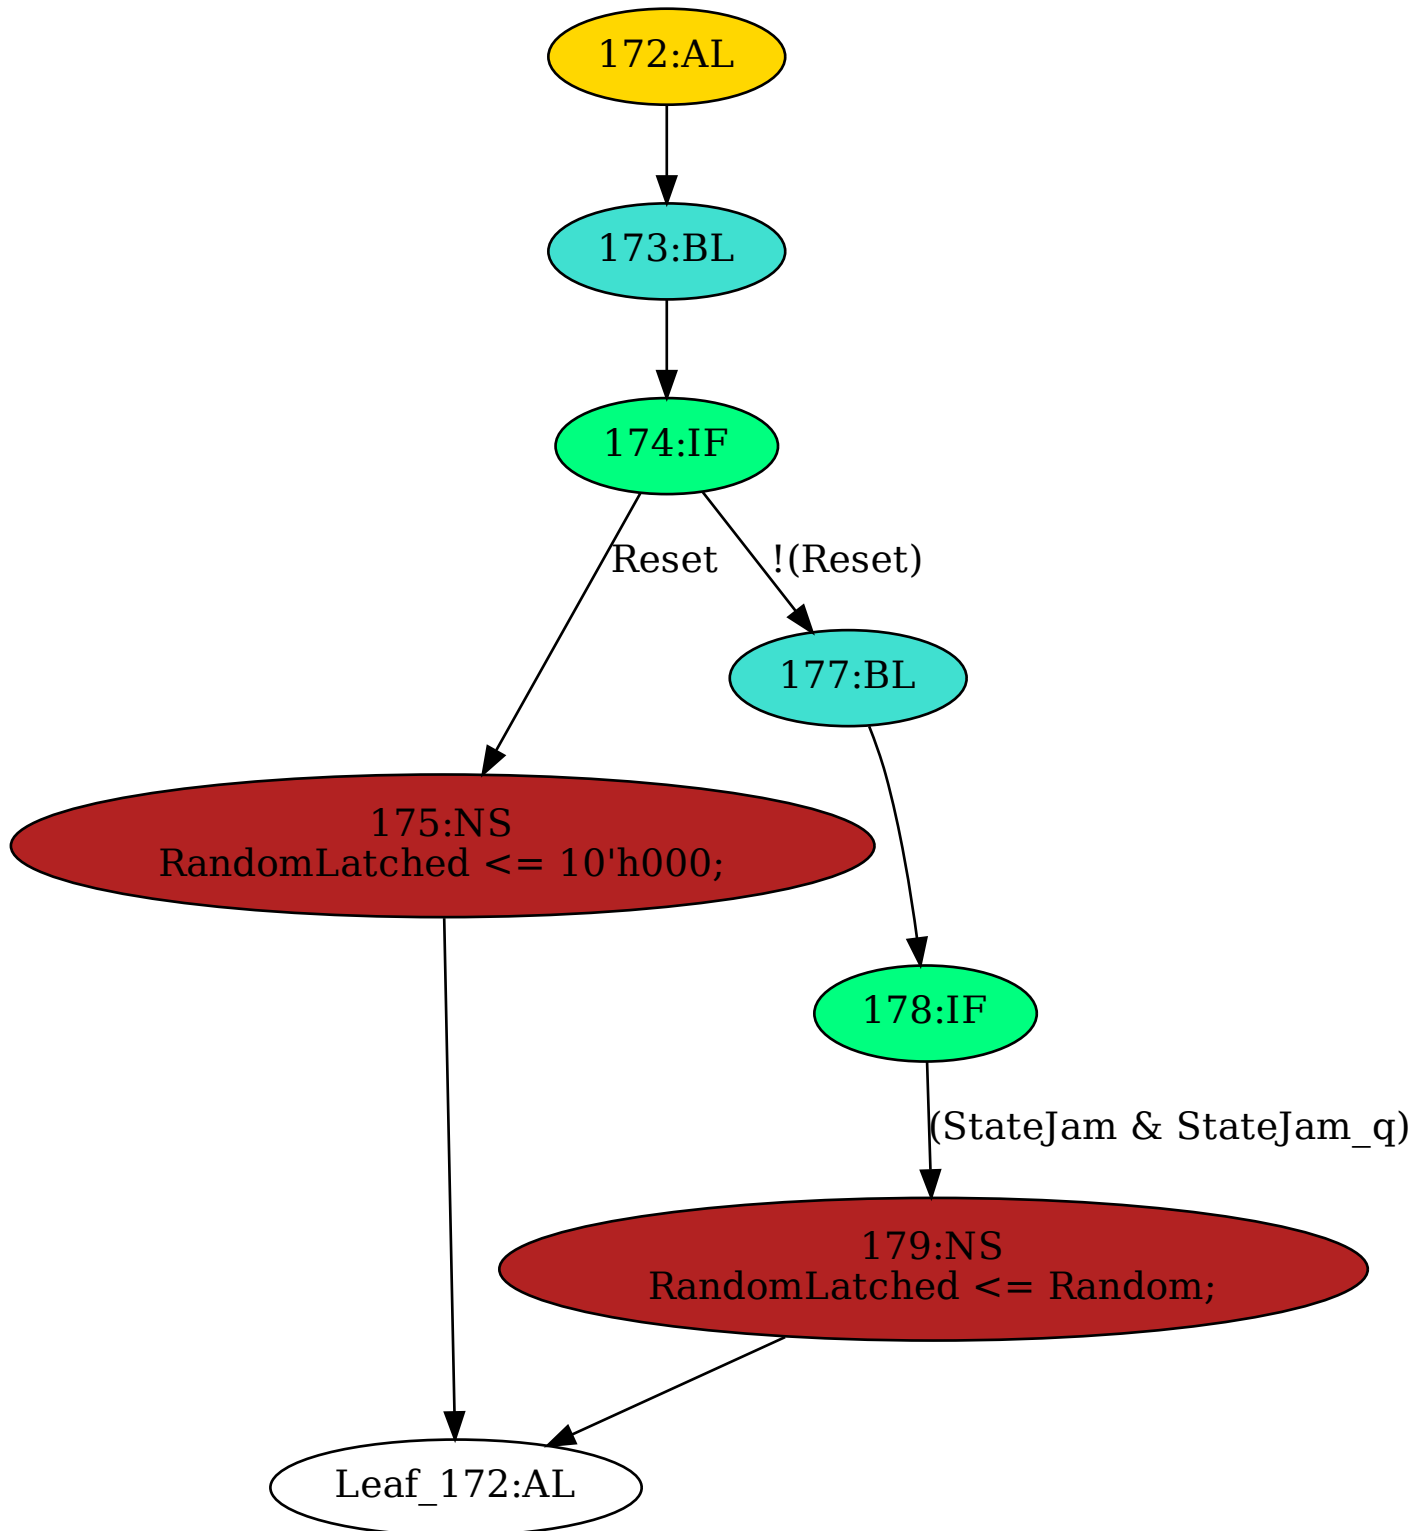 172:AL
173:BL
174:IF
Reset
!(Reset)
177:BL
175:NS
RandomLatched <= 10'h000;
178:IF
(StateJam & StateJam_q)
179:NS
RandomLatched <= Random;
Leaf_172:AL